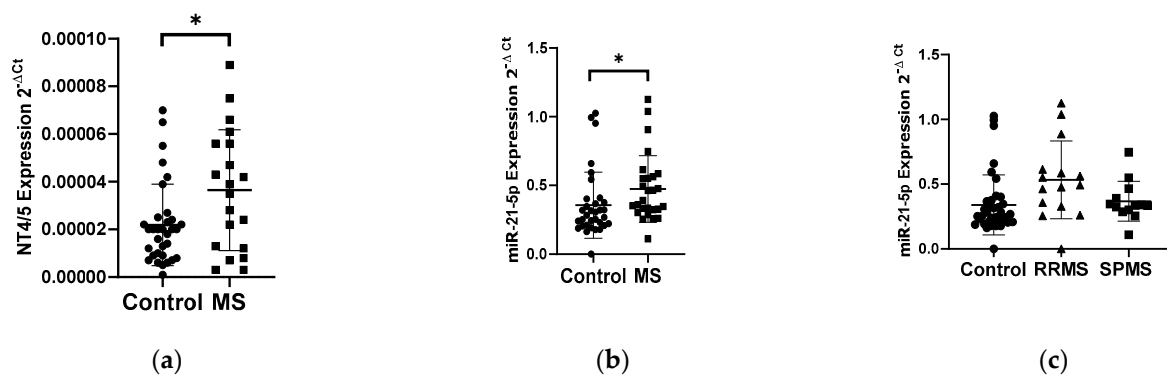 NT4/5 Expression 2^-ΔCt
0.00010
0.00008
0.00006
0.00004
0.00002
0.00000
*
Control MS
(a)
miR-21-5p Expression 2^-Δ Ct
1.5
1.0
0.5
0.0
*
Control MS
(b)
miR-21-5p Expression 2^-Δ Ct
1.5
1.0
0.5
0.0
Control RRMS SPMS
(c)